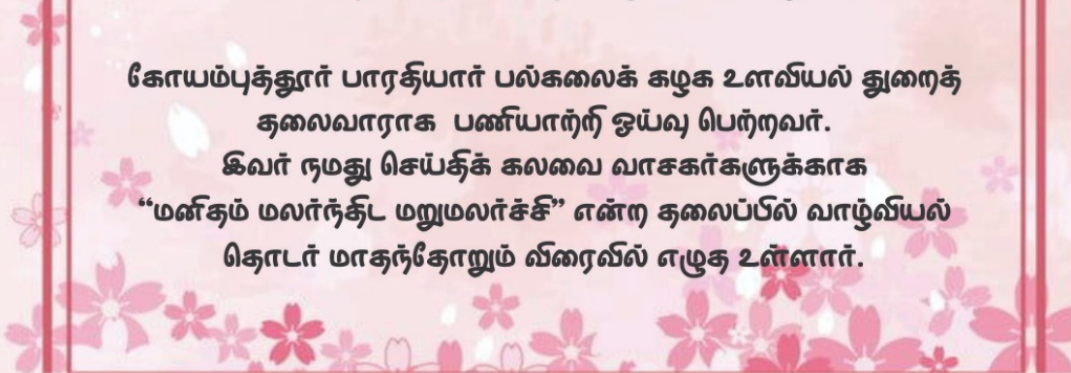 கோயம்புத்தூர் பாரதியார் பல்கலைக் கழக உளவியல் துறைத்
தலைவாராக பணியாற்றி ஓய்வு பெற்றவர்.
இவர் நமது செய்திக் கலவை வாசகர்களுக்காக
“மனிதம் மலர்ந்திட மறுமலர்ச்சி” என்ற தலைப்பில் வாழ்வியல்
தொடர் மாதந்தோறும் விரைவில் எழுத உள்ளார்.